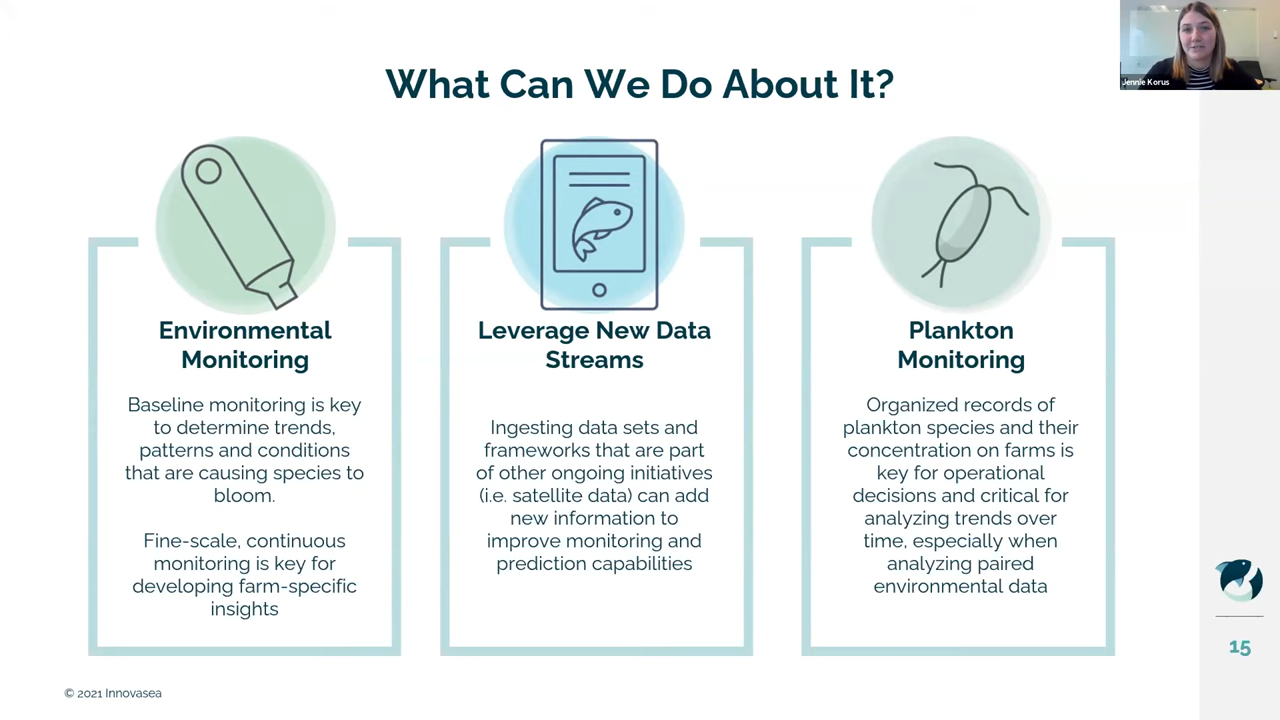 Jennie Korus
What Can We Do About It?
Environmental
Monitoring
Baseline monitoring is key
to determine trends,
patterns and conditions
that are causing species to
bloom.
Fine-scale, continuous
monitoring is key for
developing farm-specific
insights
Leverage New Data
Streams
Ingesting data sets and
frameworks that are part
of other ongoing initiatives
(i.e. satellite data) can add
new information to
improve monitoring and
prediction capabilities
Plankton
Monitoring
Organized records of
plankton species and their
concentration on farms is
key for operational
decisions and critical for
analyzing trends over
time, especially when
analyzing paired
environmental data
15
© 2021 Innovasea